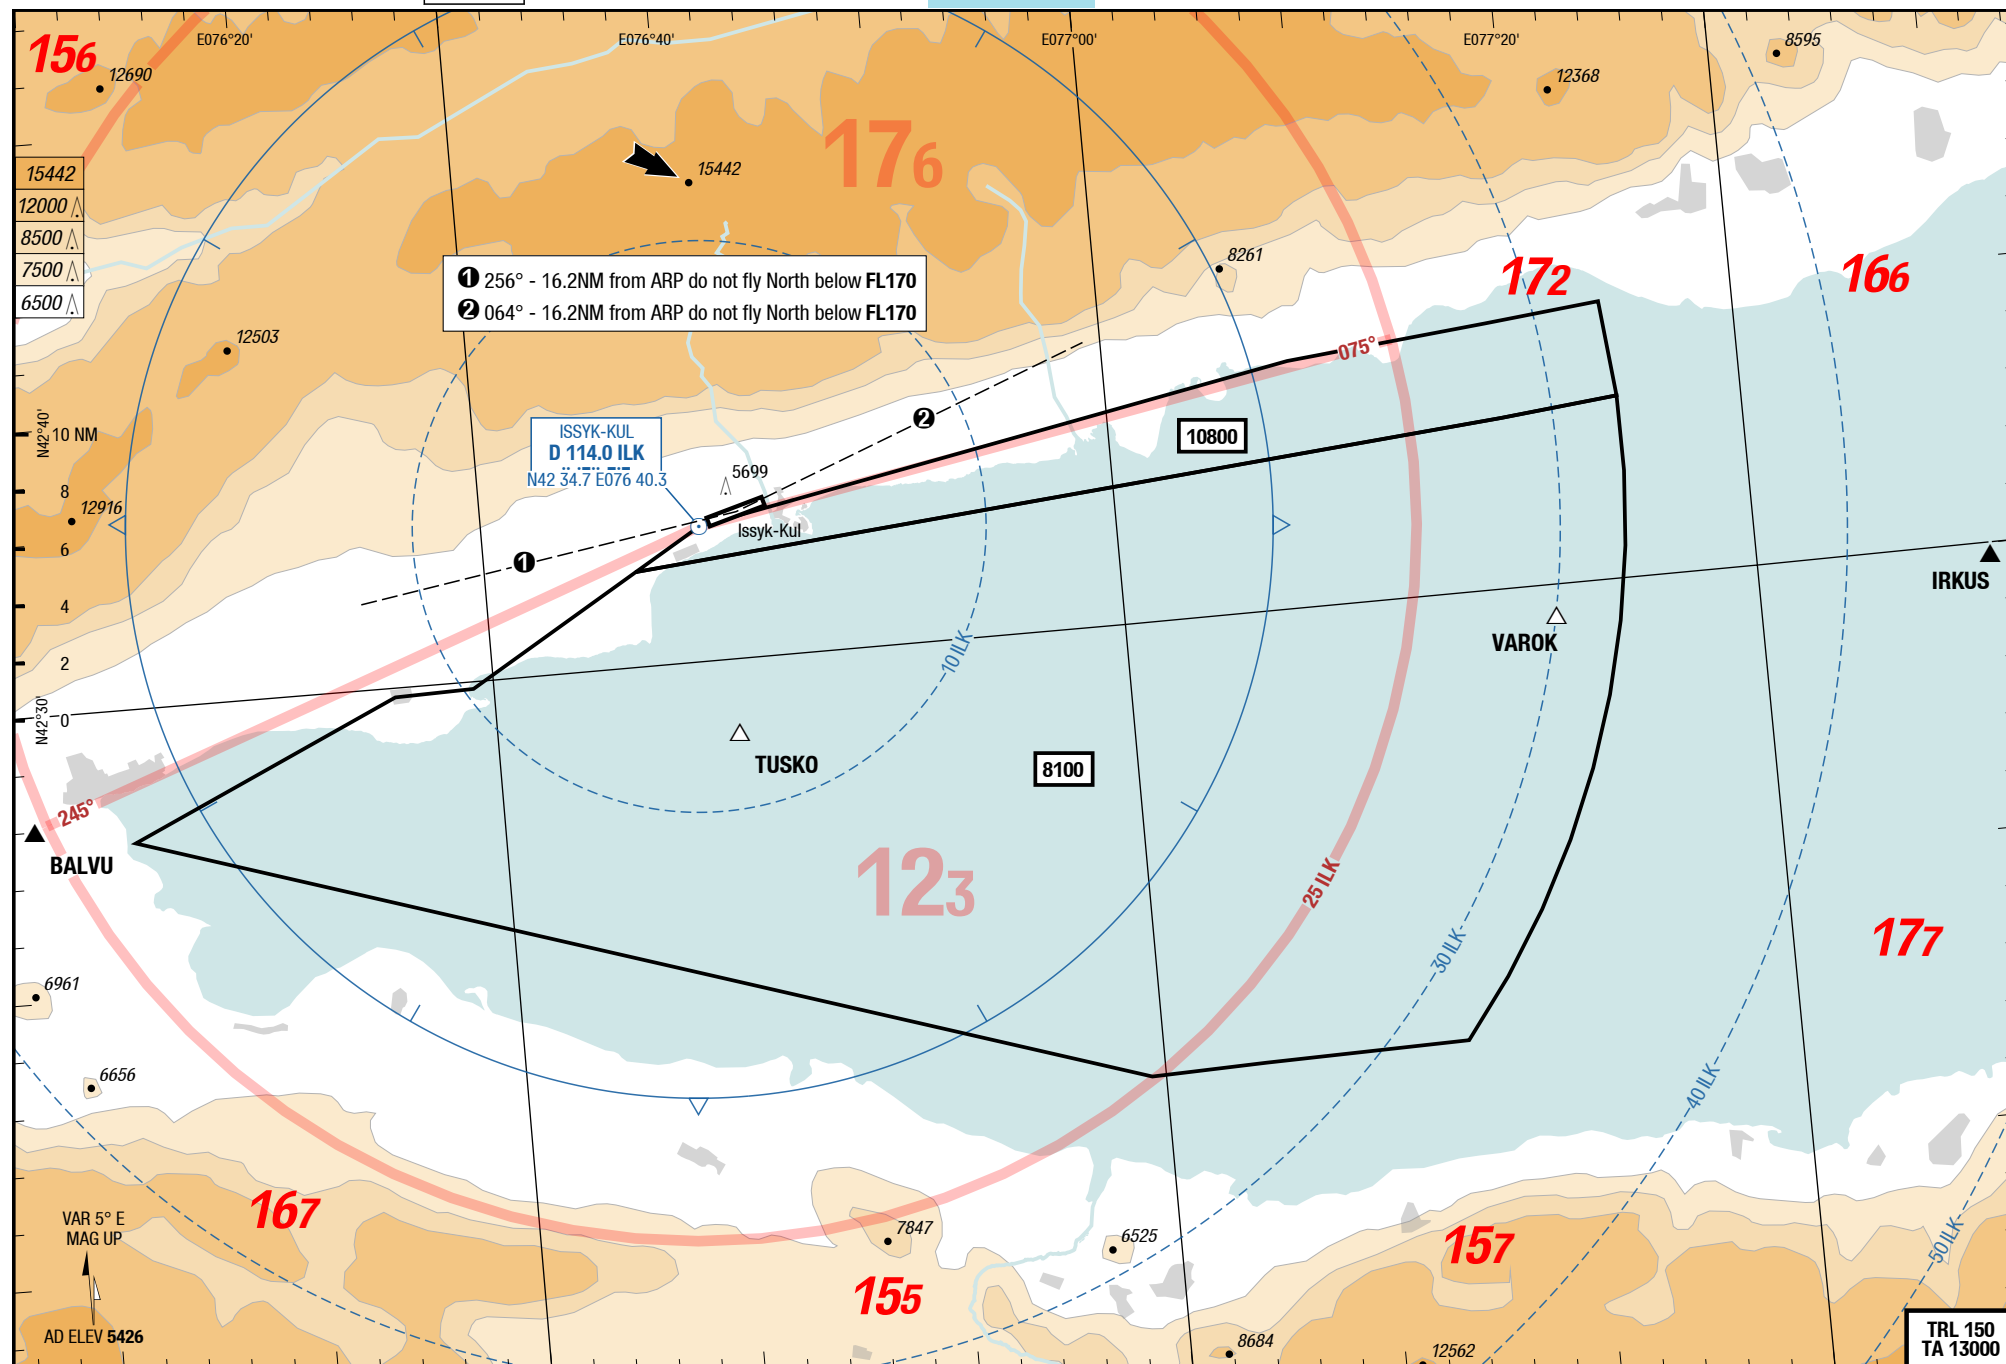 E076°20'
E076°40'
E077°00'
E077°20'
156
12690
8595
12368
176
15442
15442
12000
8500
7500
6500
❶ 256° - 16.2NM from ARP do not fly North below FL170
❷ 064° - 16.2NM from ARP do not fly North below FL170
8261
172
166
12503
075°
❷
N42°40'
10 NM
8
6
4
2
0
N42°30'
ISSYK-KUL
D 114.0 ILK
N42 34.7 E076 40.3
10800
5699
12916
Issyk-Kul
❶
IRKUS
VAROK
10 ILK
TUSKO
8100
245°
BALVU
123
25 ILK
30 ILK
177
6961
6656
40 ILK
167
7847
6525
157
50 ILK
155
VAR 5° E
MAG UP
AD ELEV 5426
8684
12562
TRL 150
TA 13000